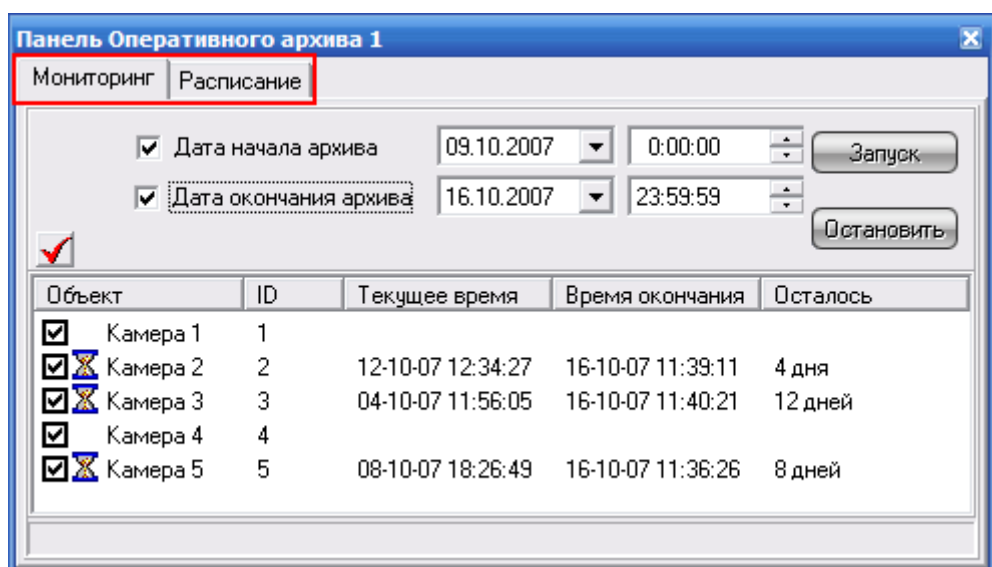 Панель Оперативного архива 1
Мониторинг Расписание
Дата начала архива 09.10.2007 0:00:00 Запуск
Дата окончания архива 16.10.2007 23:59:59
Остановить
Объект ID Текущее время Время окончания Осталось
Камера 1 1
Камера 2 2 12-10-07 12:34:27 16-10-07 11:39:11 4 дня
Камера 3 3 04-10-07 11:56:05 16-10-07 11:40:21 12 дней
Камера 4 4
Камера 5 5 08-10-07 18:26:49 16-10-07 11:36:26 8 дней